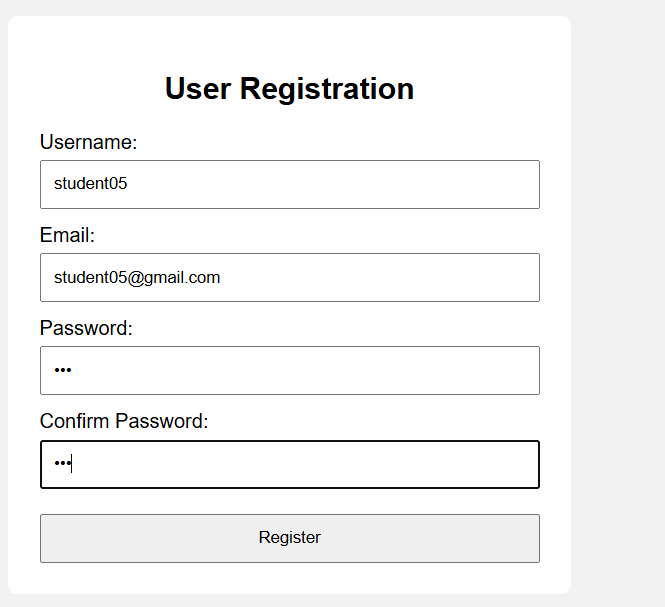 User Registration
Username:
student05
Email:
student05@gmail.com
Password:
•••
Confirm Password:
•••
Register